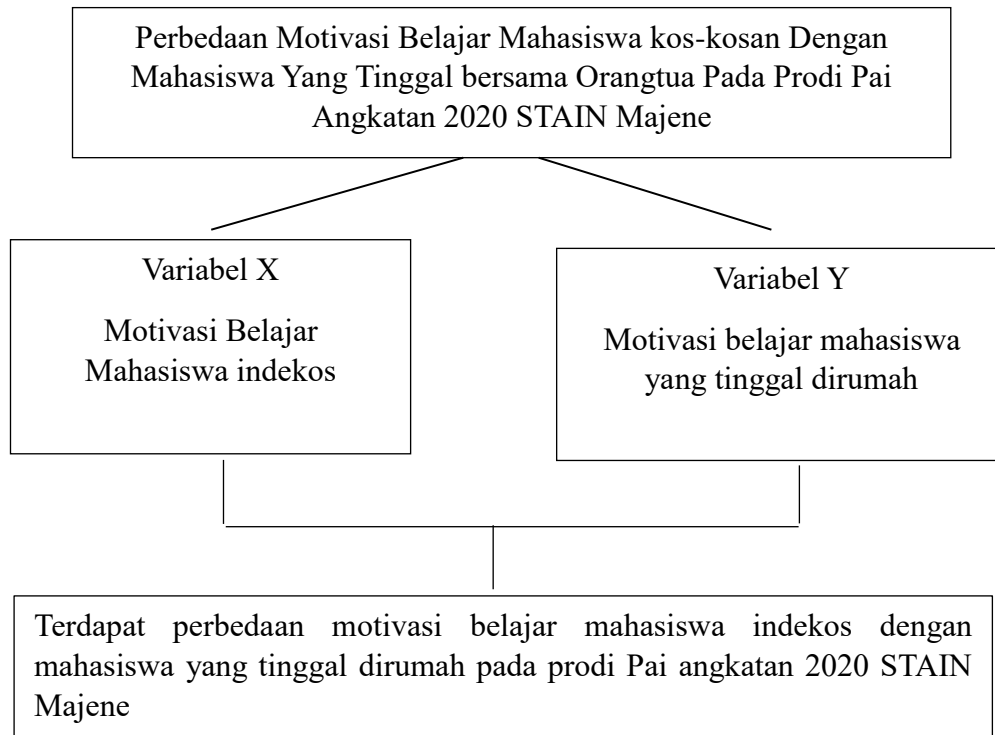 Perbedaan Motivasi Belajar Mahasiswa kos-kosan Dengan
Mahasiswa Yang Tinggal bersama Orangtua Pada Prodi Pai
Angkatan 2020 STAIN Majene
Variabel X
Motivasi Belajar
Mahasiswa indekos
Variabel Y
Motivasi belajar mahasiswa
yang tinggal dirumah
Terdapat perbedaan motivasi belajar mahasiswa indekos dengan
mahasiswa yang tinggal dirumah pada prodi Pai angkatan 2020 STAIN
Majene